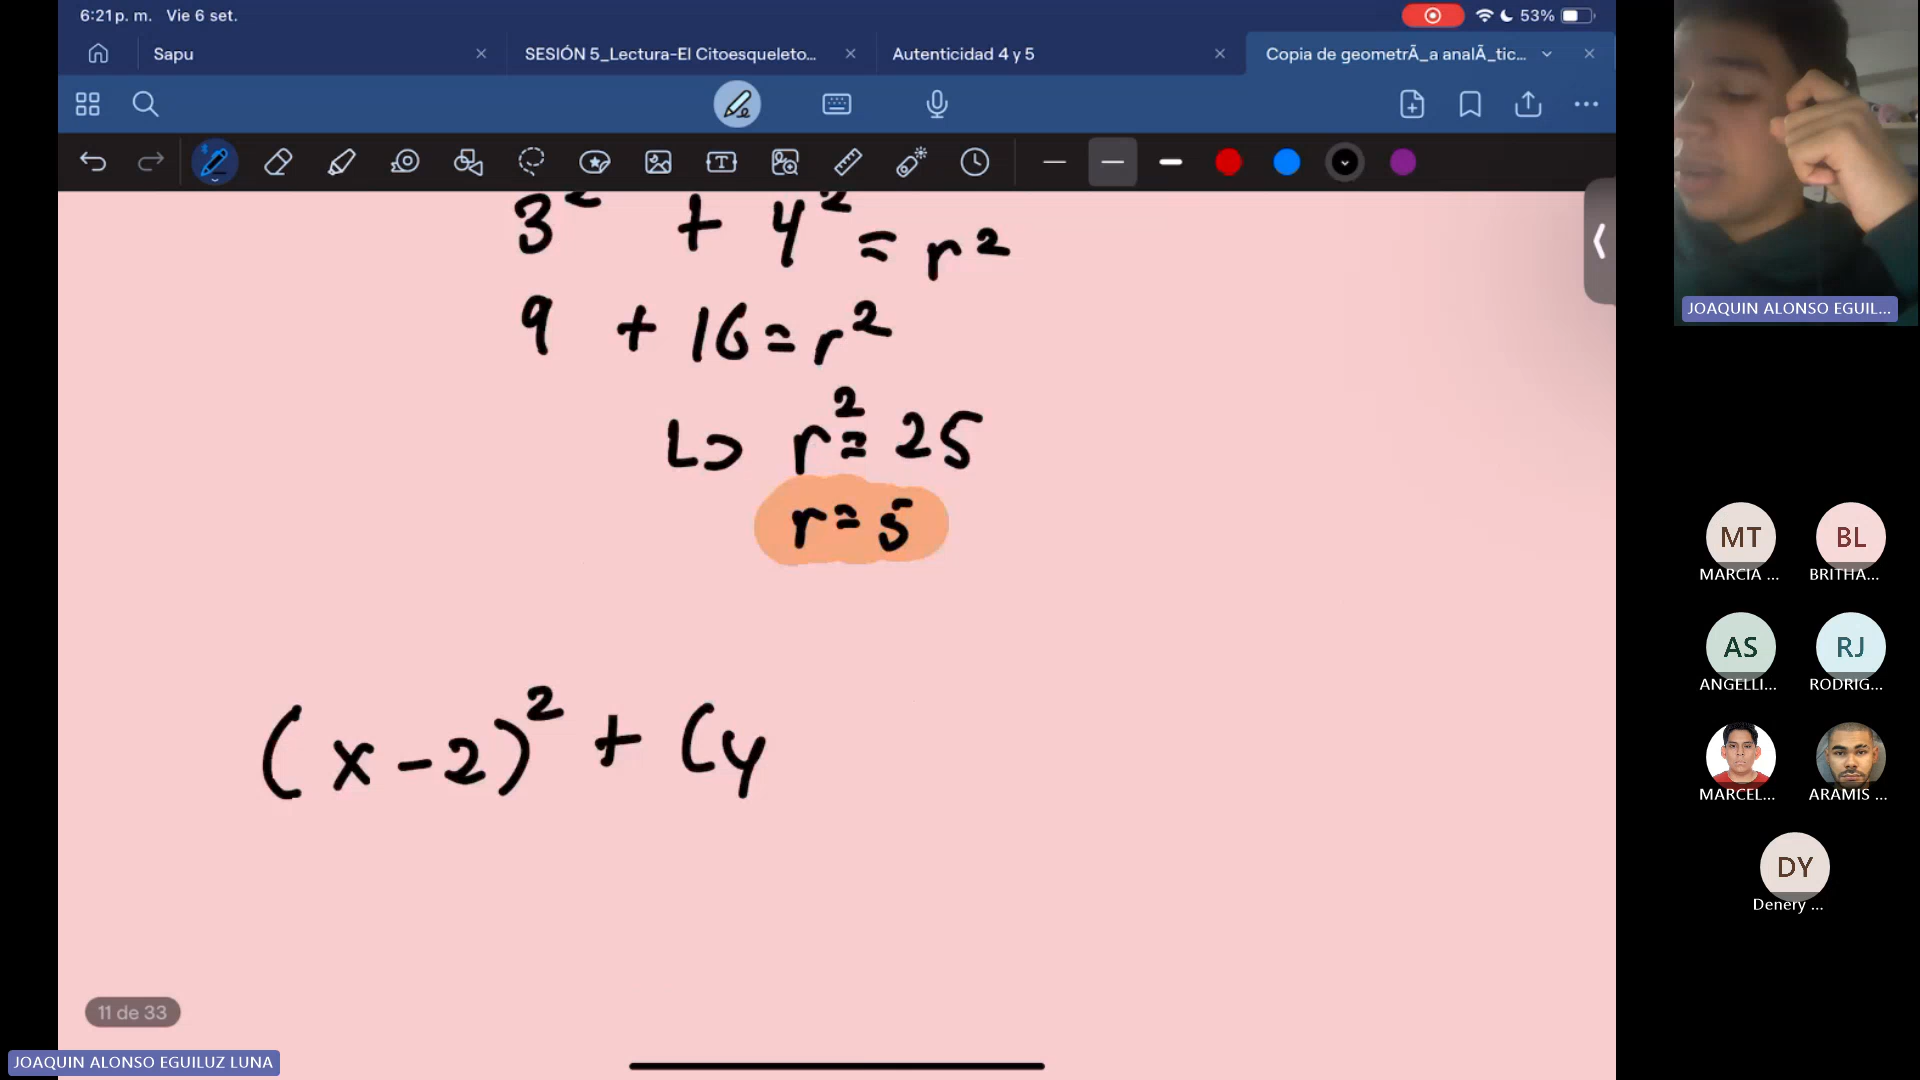 6:21 p. m. Vie 6 set. 53%
Sapu
SESIÓN 5_Lectura-El Citoesqueleto...
Autenticidad 4 y 5
Copia de geometrÃ_a analÃ_tic...
3² + 4² = r²
9 + 16 = r²
r² = 25
r = 5
(x - 2)² + (y
11 de 33
JOAQUIN ALONSO EGUILUZ LUNA
JOAQUIN ALONSO EGUIL...
MT BL
MARCIA ... BRITHA...
AS RJ
ANGELLI... RODRIG...
MARCEL... ARAMIS ...
DY
Denery ...